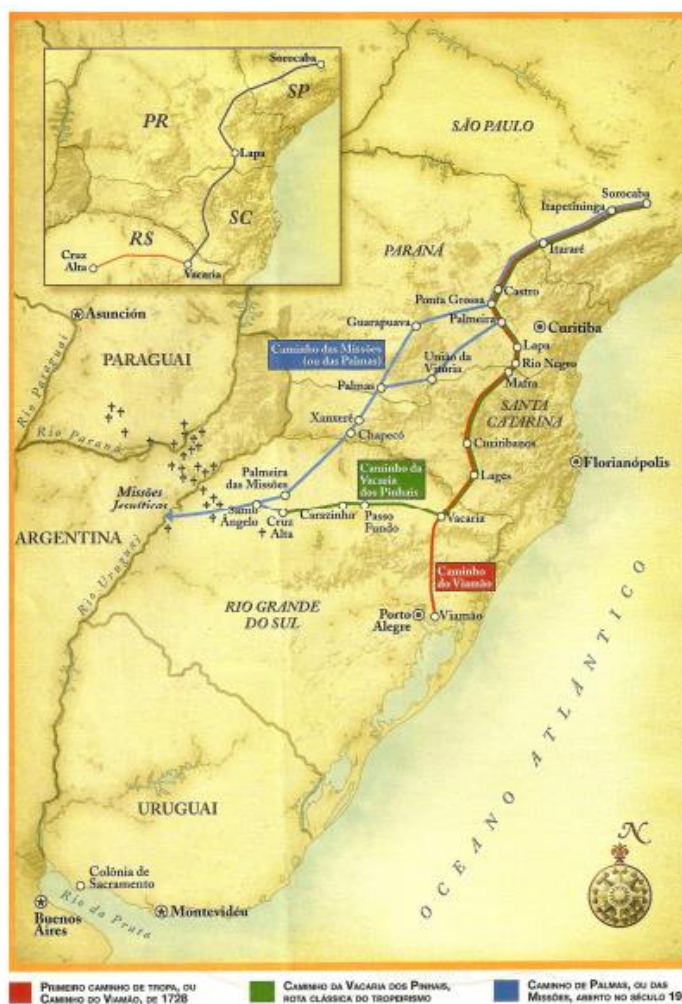 Sorocaba
SP
PR
Lapa
SC
RS
Cruz
Alta
Vacaria
SÃO PAULO
Sorocaba
Itapetininga
Itararé
PARANÁ
Castro
Ponta Grossa
Guarapuava
Palmeira
Curitiba
Asunción
Lapa
Caminho das Missões
(ou das Palmas)
União da
Vitória
Rio Negro
Mafra
PARAGUAI
Palmas
SANTA
CATARINA
Rio Paraguai
Xanxerê
Chapecó
Rio Paraná
Curitibanos
Florianópolis
Lages
Caminho da
Vacaria
dos Pinhais
Palmeira
das Missões
Missões
Jesuíticas
Santo
Ângelo
Cruz
Alta
Carazinho
Passo
Fundo
Vacaria
ARGENTINA
Rio Uruguai
Caminho
do Viamão
RIO GRANDE
DO SUL
Porto
Alegre
Viamão
OCEANO ATLÂNTICO
URUGUAI
N
Colônia de
Sacramento
Rio da Prata
Buenos
Aires
Montevidéu
PRIMEIRO CAMINHO DE TROPA, OU
CAMINHO DO VIAMÃO, DE 1728
CAMINHO DA VACARIA DOS PINHAIS,
ROTA CLÁSSICA DO TROPEIRISMO
CAMINHO DE PALMAS, OU DAS
MISSÕES, ABERTO NO SÉCULO 19